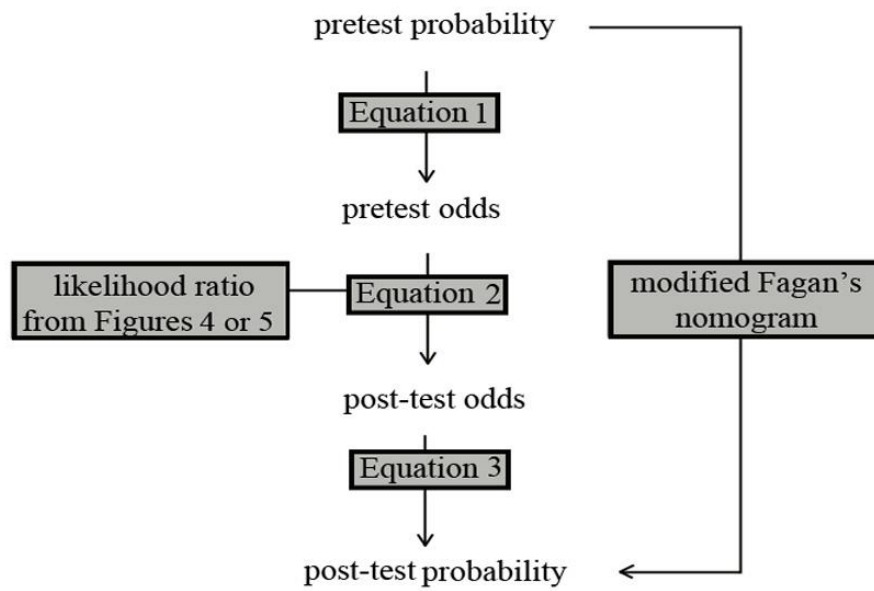 pretest probability
Equation 1
pretest odds
likelihood ratio
from Figures 4 or 5
Equation 2
modified Fagan's
nomogram
post-test odds
Equation 3
post-test probability